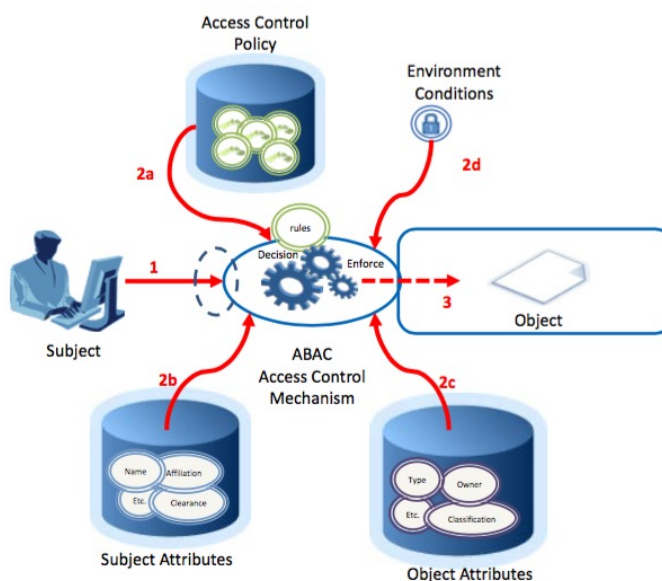 Access Control
Policy
Environment
Conditions
2a
2d
rules
Decision
Enforce
1
3
Subject
Object
ABAC
Access Control
Mechanism
2b
2c
Name
Affiliation
Etc.
Clearance
Type
Owner
Etc.
Classification
Subject Attributes
Object Attributes